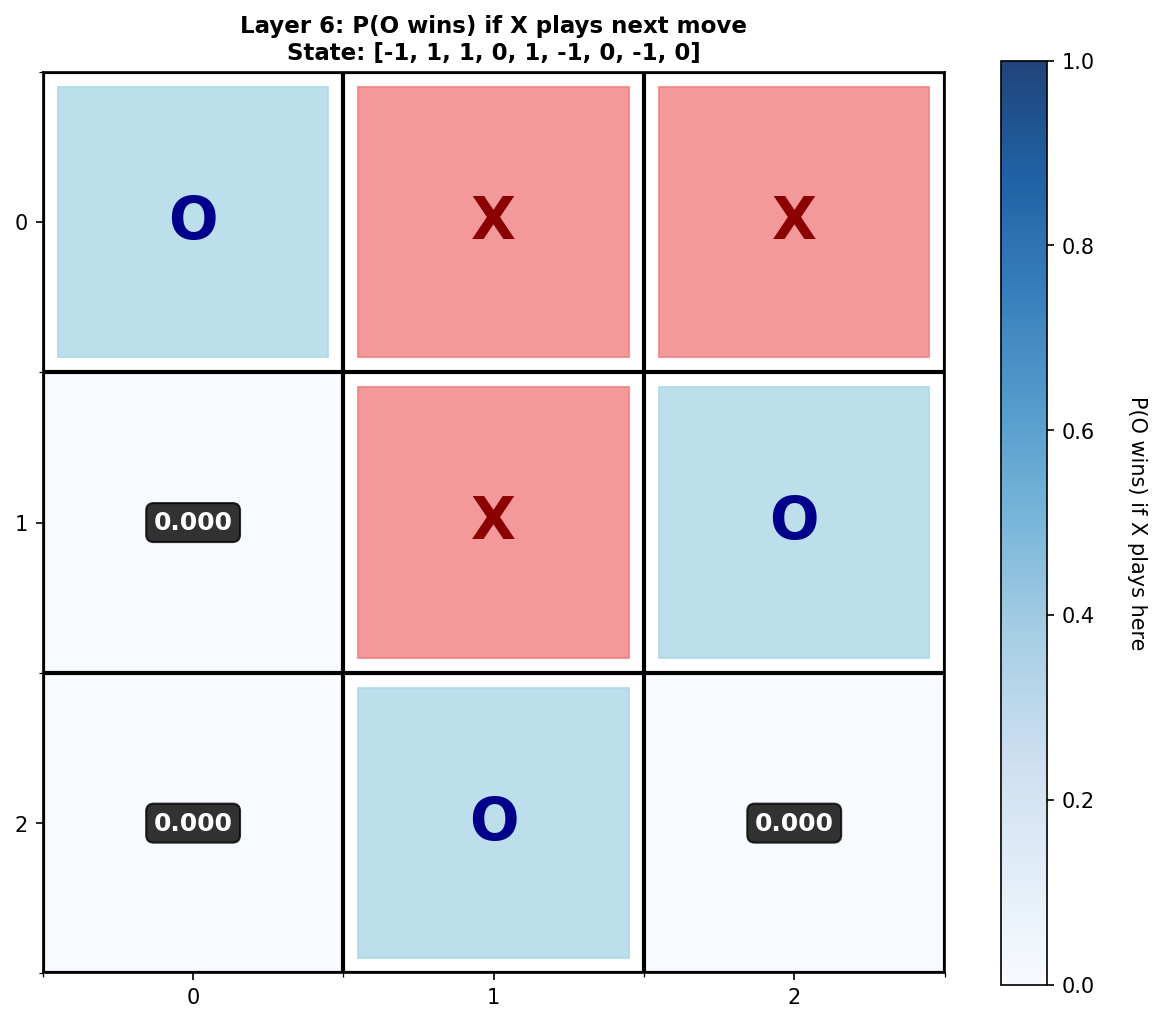 Layer 6: P(O wins) if X plays next move
State: [-1, 1, 1, 0, 1, -1, 0, -1, 0]
0 O X X
1 0.000 X O
2 0.000 O 0.000
0 1 2
1.0
0.8
0.6
0.4
0.2
0.0
P(O wins) if X plays here